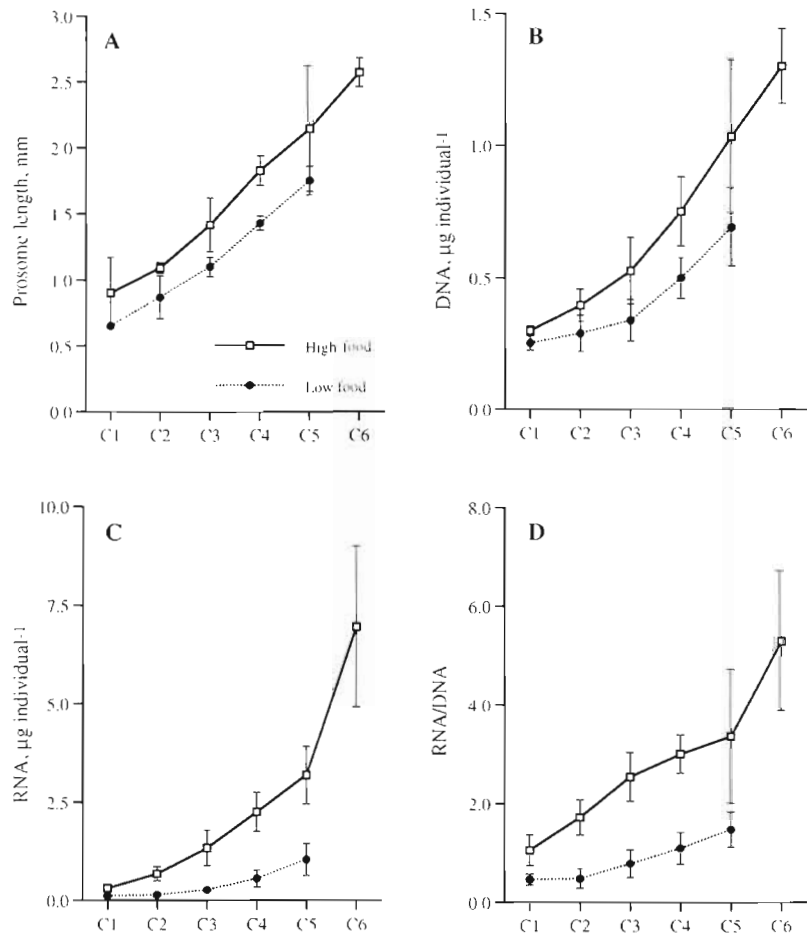 A
Prosome length, mm
3.0
2.5
2.0
1.5
1.0
0.5
0.0
High food
Low food
C1 C2 C3 C4 C5 C6
B
DNA, µg individual-1
1.5
1.0
0.5
0.0
C1 C2 C3 C4 C5 C6
C
RNA, µg individual-1
10.0
7.5
5.0
2.5
0.0
C1 C2 C3 C4 C5 C6
D
RNA/DNA
8.0
6.0
4.0
2.0
0.0
C1 C2 C3 C4 C5 C6